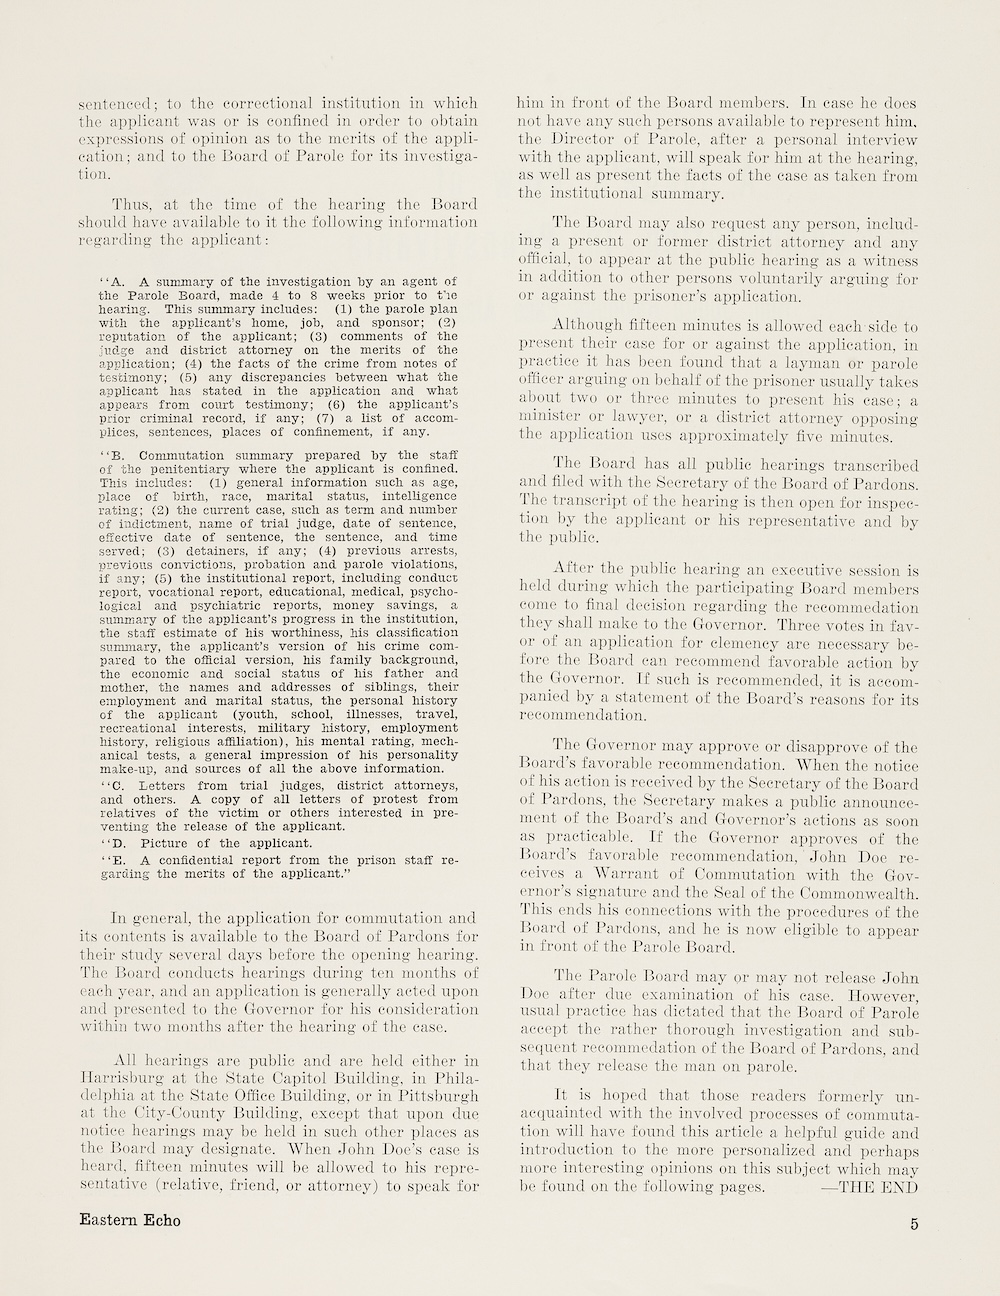 sentenced; to the correctional institution in which
the applicant was or is confined in order to obtain
expressions of opinion as to the merits of the appli-
cation; and to the Board of Parole for its investiga-
tion.
Thus, at the time of the hearing the Board
should have available to it the following information
regarding the applicant:
‘‘A. A summary of the investigation by an agent of
the Parole Board, made 4 to 8 weeks prior to the
hearing. This summary includes: (1) the parole plan
with the applicant's home, job, and sponsor; (2)
reputation of the applicant; (3) comments of the
judge and district attorney on the merits of the
application; (4) the facts of the crime from notes of
testimony; (5) any discrepancies between what the
applicant has stated in the application and what
appears from court testimony; (6) the applicant's
prior criminal record, if any; (7) a list of accom-
plices, sentences, places of confinement, if any.
‘‘B. Commutation summary prepared by the staff
of the penitentiary where the applicant is confined.
This includes: (1) general information such as age,
place of birth, race, marital status, intelligence
rating; (2) the current case, such as term and number
of indictment, name of trial judge, date of sentence,
effective date of sentence, the sentence, and time
served; (3) detainers, if any; (4) previous arrests,
previous convictions, probation and parole violations,
if any; (5) the institutional report, including conduct
report, vocational report, educational, medical, psycho-
logical and psychiatric reports, money savings, a
summary of the applicant's progress in the institution,
the staff estimate of his worthiness, his classification
summary, the applicant's version of his crime com-
pared to the official version, his family background,
the economic and social status of his father and
mother, the names and addresses of siblings, their
employment and marital status, the personal history
of the applicant (youth, school, illnesses, travel,
recreational interests, military history, employment
history, religious affiliation), his mental rating, mech-
anical tests, a general impression of his personality
make-up, and sources of all the above information.
‘‘C. Letters from trial judges, district attorneys,
and others. A copy of all letters of protest from
relatives of the victim or others interested in pre-
venting the release of the applicant.
‘‘D. Picture of the applicant.
‘‘E. A confidential report from the prison staff re-
garding the merits of the applicant.”
In general, the application for commutation and
its contents is available to the Board of Pardons for
their study several days before the opening hearing.
The Board conducts hearings during ten months of
each year, and an application is generally acted upon
and presented to the Governor for his consideration
within two months after the hearing of the case.
All hearings are public and are held either in
Harrisburg at the State Capitol Building, in Phila-
delphia at the State Office Building, or in Pittsburgh
at the City-County Building, except that upon due
notice hearings may be held in such other places as
the Board may designate. When John Doe's case is
heard, fifteen minutes will be allowed to his repre-
sentative (relative, friend, or attorney) to speak for
him in front of the Board members. In case he does
not have any such persons available to represent him,
the Director of Parole, after a personal interview
with the applicant, will speak for him at the hearing,
as well as present the facts of the case as taken from
the institutional summary.
The Board may also request any person, includ-
ing a present or former district attorney and any
official, to appear at the public hearing as a witness
in addition to other persons voluntarily arguing for
or against the prisoner's application.
Although fifteen minutes is allowed each side to
present their case for or against the application, in
practice it has been found that a layman or parole
officer arguing on behalf of the prisoner usually takes
about two or three minutes to present his case; a
minister or lawyer, or a district attorney opposing
the application uses approximately five minutes.
The Board has all public hearings transcribed
and filed with the Secretary of the Board of Pardons.
The transcript of the hearing is then open for inspec-
tion by the applicant or his representative and by
the public.
After the public hearing an executive session is
held during which the participating Board members
come to final decision regarding the recommedation
they shall make to the Governor. Three votes in fav-
or of an application for clemency are necessary be-
fore the Board can recommend favorable action by
the Governor. If such is recommended, it is accom-
panied by a statement of the Board's reasons for its
recommendation.
The Governor may approve or disapprove of the
Board's favorable recommendation. When the notice
of his action is received by the Secretary of the Board
of Pardons, the Secretary makes a public announce-
ment of the Board's and Governor's actions as soon
as practicable. If the Governor approves of the
Board's favorable recommendation, John Doe re-
ceives a Warrant of Commutation with the Gov-
ernor's signature and the Seal of the Commonwealth.
This ends his connections with the procedures of the
Board of Pardons, and he is now eligible to appear
in front of the Parole Board.
The Parole Board may or may not release John
Doe after due examination of his case. However,
usual practice has dictated that the Board of Parole
accept the rather thorough investigation and sub-
sequent recommedation of the Board of Pardons, and
that they release the man on parole.
It is hoped that those readers formerly un-
acquainted with the involved processes of commuta-
tion will have found this article a helpful guide and
introduction to the more personalized and perhaps
more interesting opinions on this subject which may
be found on the following pages. —THE END
Eastern Echo
5